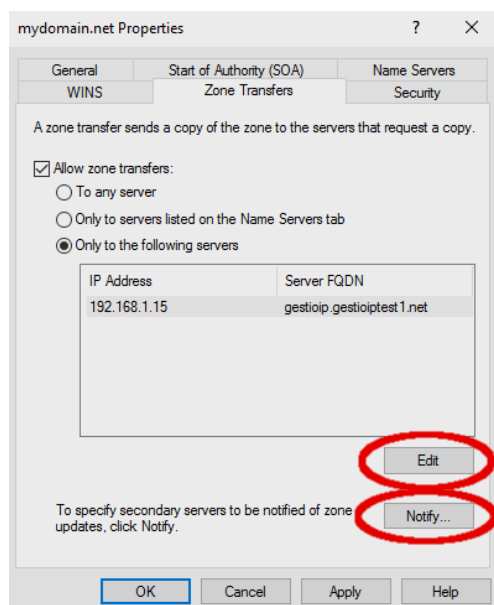 mydomain.net Properties
?
General
Start of Authority (SOA)
Name Servers
WINS
Zone Transfers
Security
A zone transfer sends a copy of the zone to the servers that request a copy.
Allow zone transfers:
To any server
Only to servers listed on the Name Servers tab
Only to the following servers
IP Address
Server FQDN
192.168.1.15
gestioip.gestioiptest1.net
Edit
To specify secondary servers to be notified of zone
updates, click Notify.
Notify...
OK
Cancel
Apply
Help